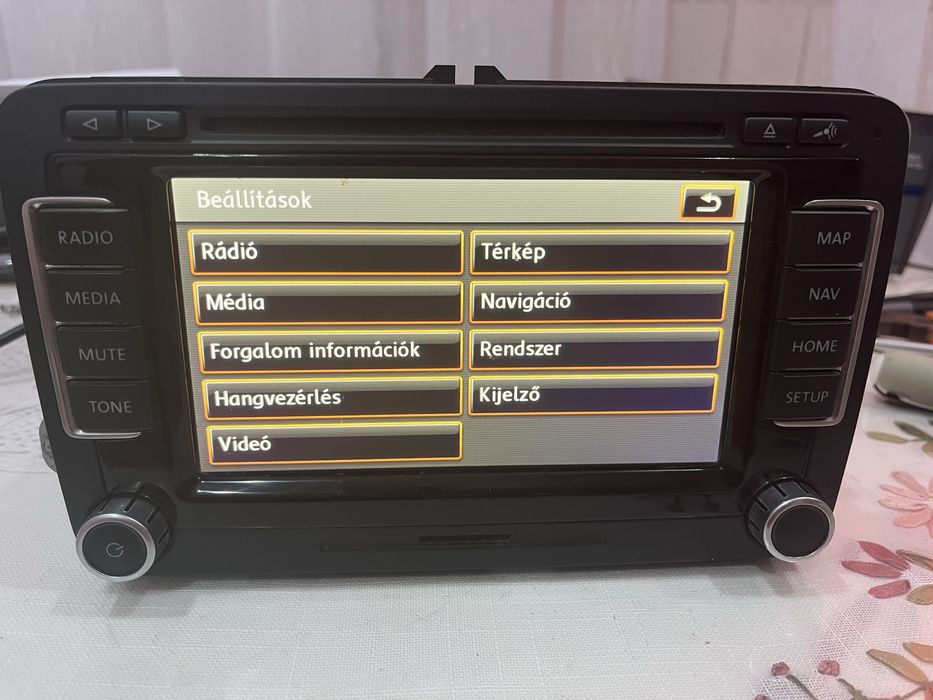 Beállítások
RADIO
MEDIA
MUTE
TONE
Rádió
Térkép
Média
Navigáció
Forgalom információk
Rendszer
Hangvezérlés
Kijelző
Videó
MAP
NAV
HOME
SETUP